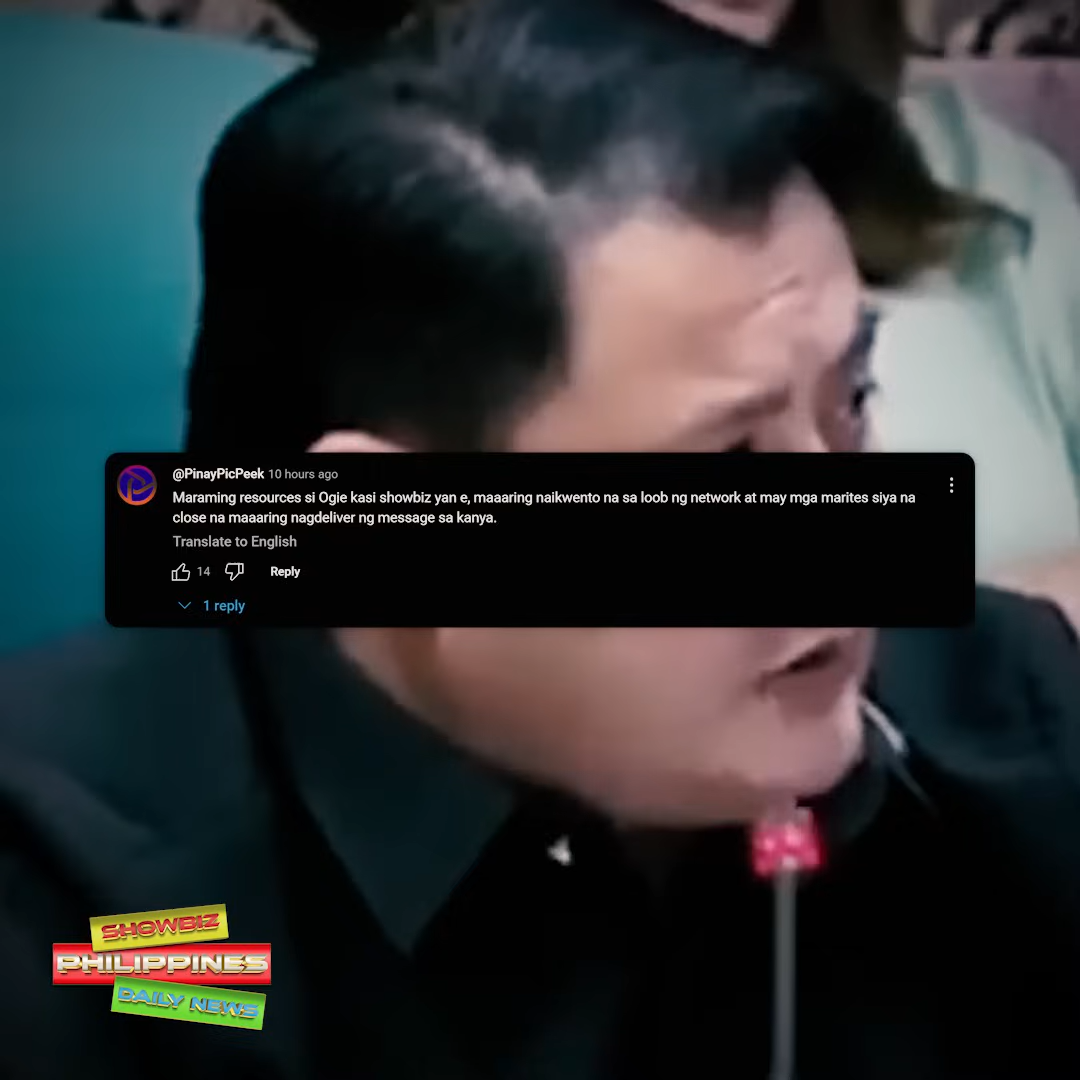 @PinayPicPeek 10 hours ago
Maraming resources si Ogie kasi showbiz yan e, maaaring naikwento na sa loob ng network at may mga marites siya na
close na maaaring nagdeliver ng message sa kanya.
Translate to English
14 Reply
1 reply
SHOWBIZ
PHILIPPINES
DAILY NEWS